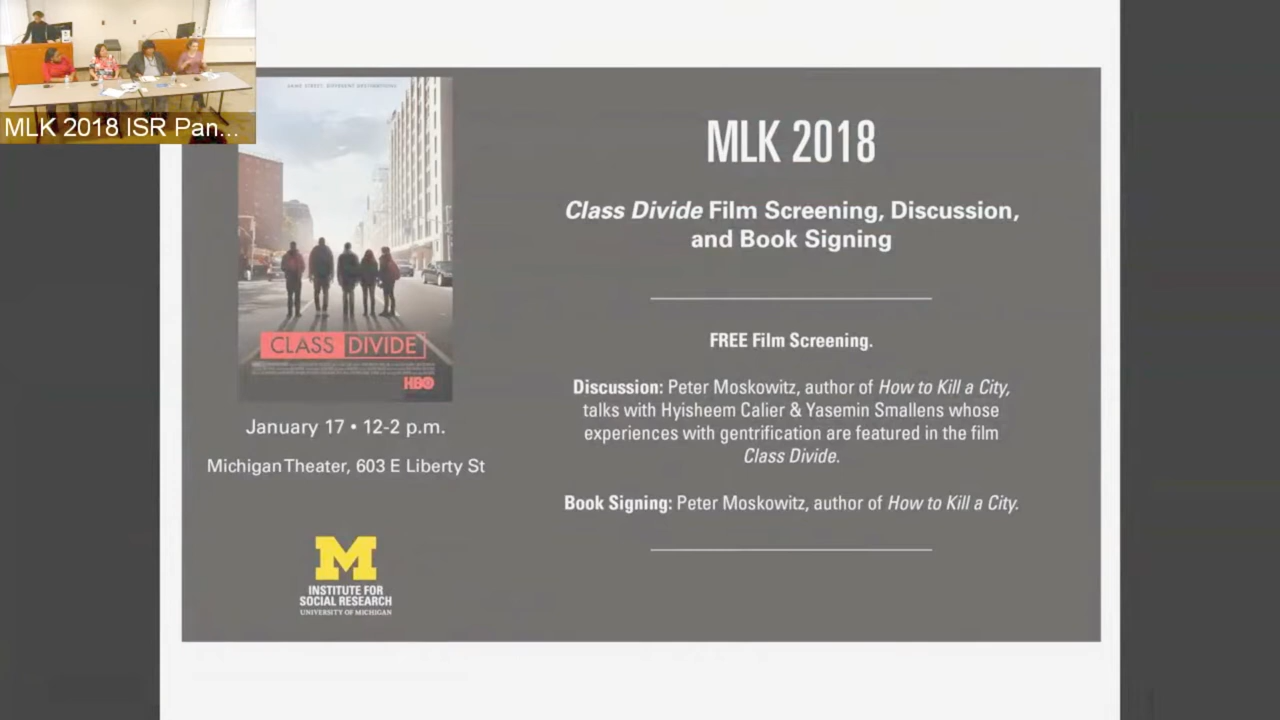 MLK 2018 ISR Pan...
SAME STREET. DIFFERENT DESTINATIONS.
CLASS DIVIDE
HBO
January 17 • 12-2 p.m.
Michigan Theater, 603 E Liberty St
M
INSTITUTE FOR
SOCIAL RESEARCH
UNIVERSITY OF MICHIGAN
MLK 2018
Class Divide Film Screening, Discussion,
and Book Signing
FREE Film Screening.
Discussion: Peter Moskowitz, author of How to Kill a City,
talks with Hyisheem Calier & Yasemin Smallens whose
experiences with gentrification are featured in the film
Class Divide.
Book Signing: Peter Moskowitz, author of How to Kill a City.